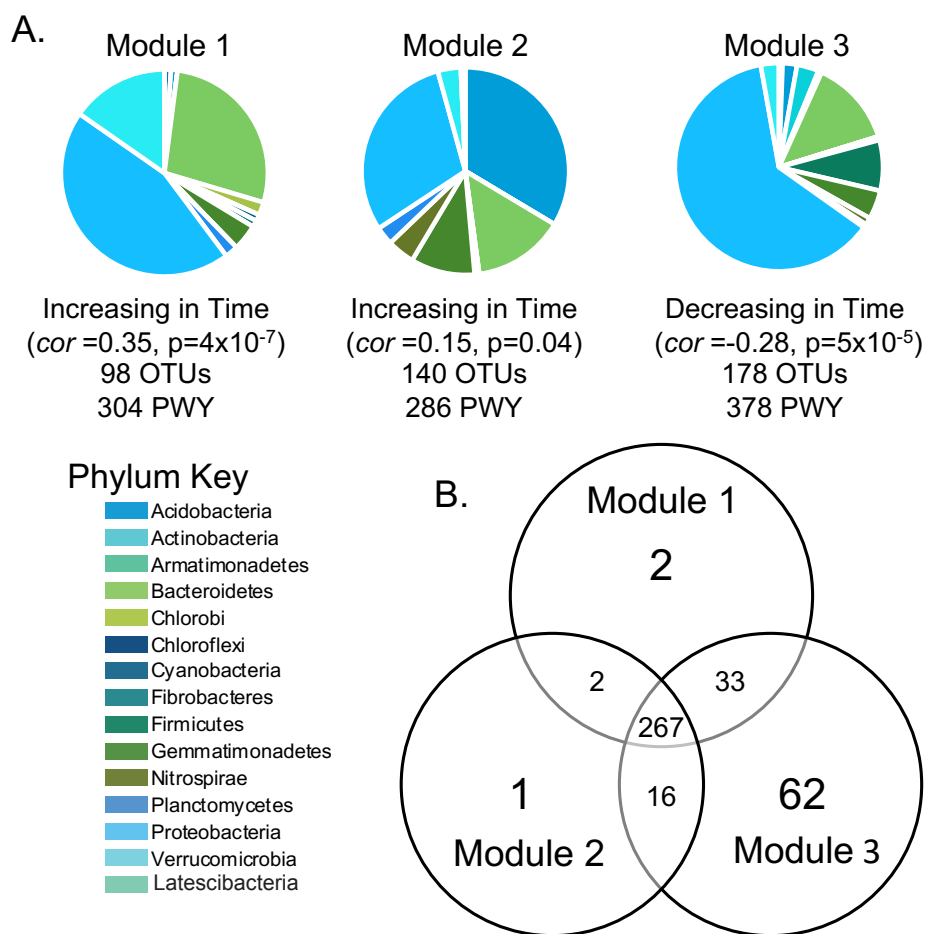 A.
Module 1
Module 2
Module 3
Increasing in Time
(cor =0.35, p=4x10⁻⁷)
98 OTUs
304 PWY
Increasing in Time
(cor =0.15, p=0.04)
140 OTUs
286 PWY
Decreasing in Time
(cor =-0.28, p=5x10⁻⁵)
178 OTUs
378 PWY
Phylum Key
Acidobacteria
Actinobacteria
Armatimonadetes
Bacteroidetes
Chlorobi
Chloroflexi
Cyanobacteria
Fibrobacteres
Firmicutes
Gemmatimonadetes
Nitrospirae
Planctomycetes
Proteobacteria
Verrucomicrobia
Latescibacteria
B.
Module 1
2
2
33
267
1
16
62
Module 2
Module 3